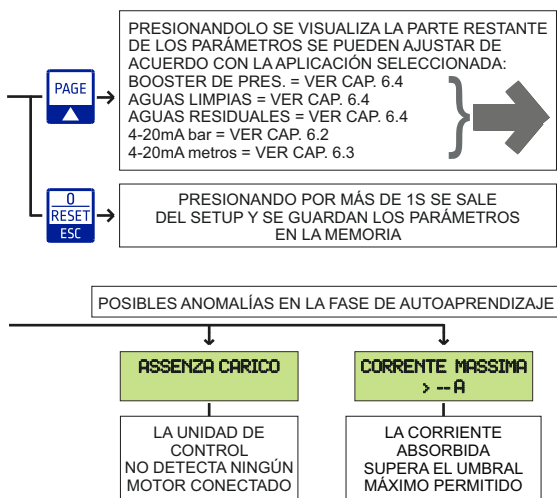 PRESIONANDOLO SE VISUALIZA LA PARTE RESTANTE
DE LOS PARÁMETROS SE PUEDEN AJUSTAR DE
ACUERDO CON LA APLICACIÓN SELECCIONADA:
BOOSTER DE PRES. = VER CAP. 6.4
AGUAS LIMPIAS = VER CAP. 6.4
AGUAS RESIDUALES = VER CAP. 6.4
4-20mA bar = VER CAP. 6.2
4-20mA metros = VER CAP. 6.3
PAGE
0
RESET
ESC
PRESIONANDO POR MÁS DE 1S SE SALE
DEL SETUP Y SE GUARDAN LOS PARÁMETROS
EN LA MEMORIA
POSIBLES ANOMALÍAS EN LA FASE DE AUTOAPRENDIZAJE
ASSENZA CARICO
LA UNIDAD DE
CONTROL
NO DETECTA NINGÚN
MOTOR CONECTADO
CORRENTE MASSIMA
> --A
LA CORRIENTE
ABSORBIDA
SUPERA EL UMBRAL
MÁXIMO PERMITIDO